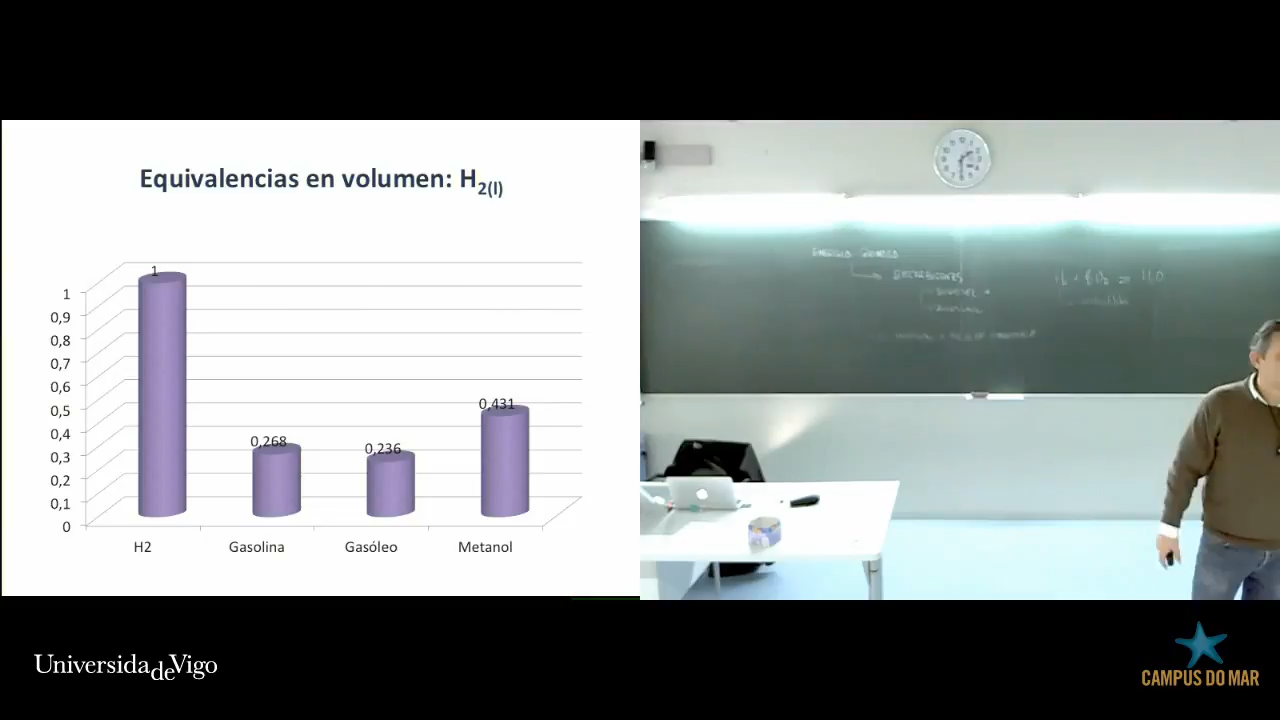 Equivalencias en volumen: H2(l)
1
0,268
0,236
0,431
1
0,9
0,8
0,7
0,6
0,5
0,4
0,3
0,2
0,1
0
H2
Gasolina
Gasóleo
Metanol
UniversidadeVigo
CAMPUS DO MAR